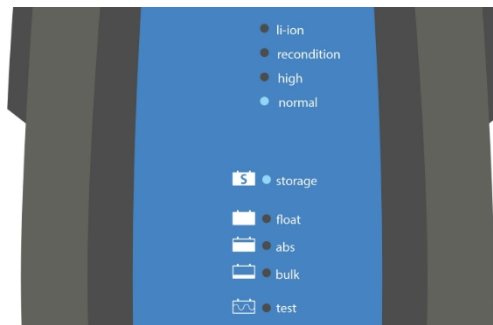 li-ion
recondition
high
normal
S storage
float
abs
bulk
test